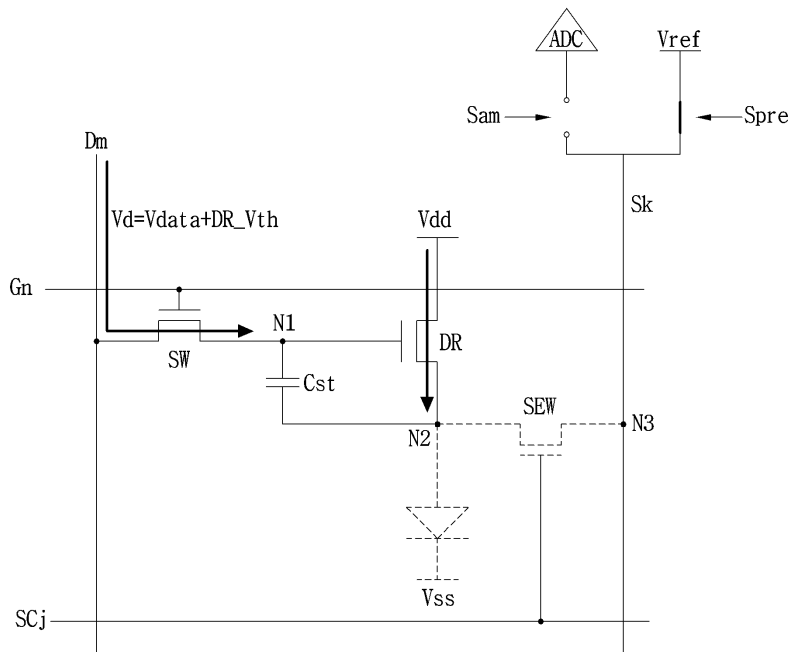 ADC
Vref
Sam
Spre
Dm
Sk
Vd=Vdata+DR_Vth
Vdd
Gn
N1
DR
SW
Cst
SEW
N2
N3
Vss
SCj